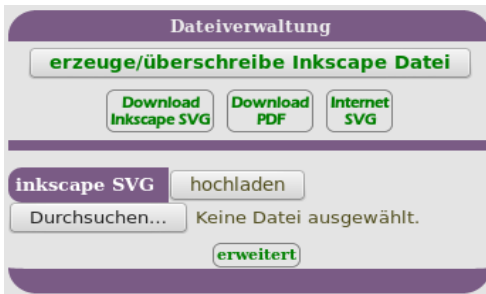 Dateiverwaltung
erzeuge/überschreibe Inkscape Datei
Download Download Internet
Inkscape SVG PDF SVG
inkscape SVG hochladen
Durchsuchen... Keine Datei ausgewählt.
erweitert